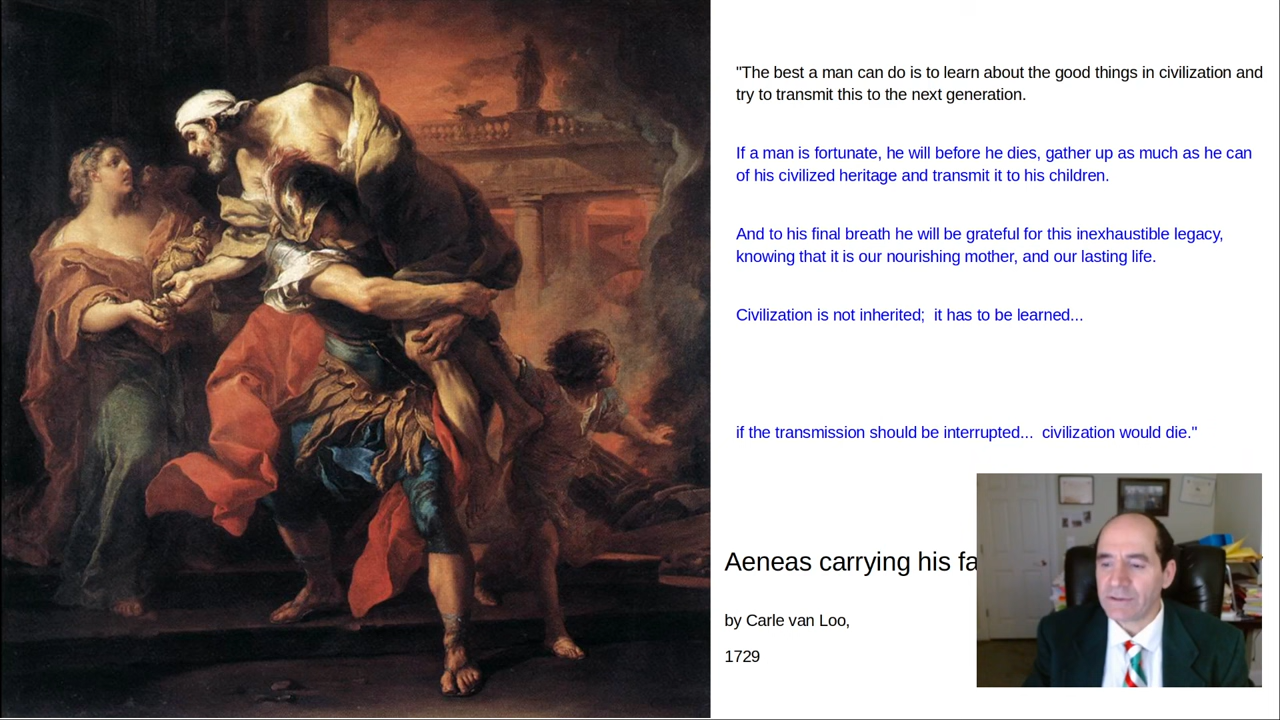 "The best a man can do is to learn about the good things in civilization and
try to transmit this to the next generation.
If a man is fortunate, he will before he dies, gather up as much as he can
of his civilized heritage and transmit it to his children.
And to his final breath he will be grateful for this inexhaustible legacy,
knowing that it is our nourishing mother, and our lasting life.
Civilization is not inherited;  it has to be learned...
if the transmission should be interrupted...  civilization would die."
Aeneas carrying his fa
by Carle van Loo,
1729